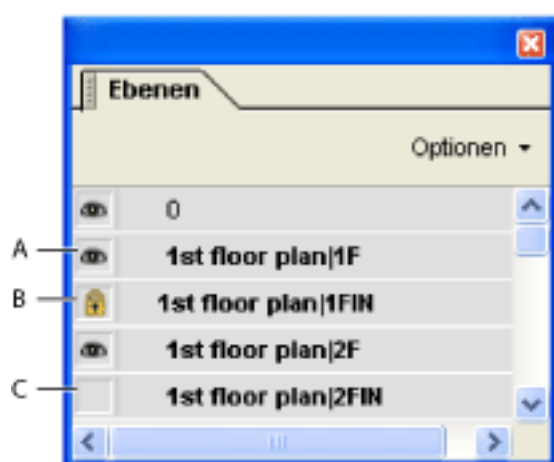 Ebenen
Optionen
0
A 1st floor plan|1F
B 1st floor plan|1FIN
1st floor plan|2F
C 1st floor plan|2FIN